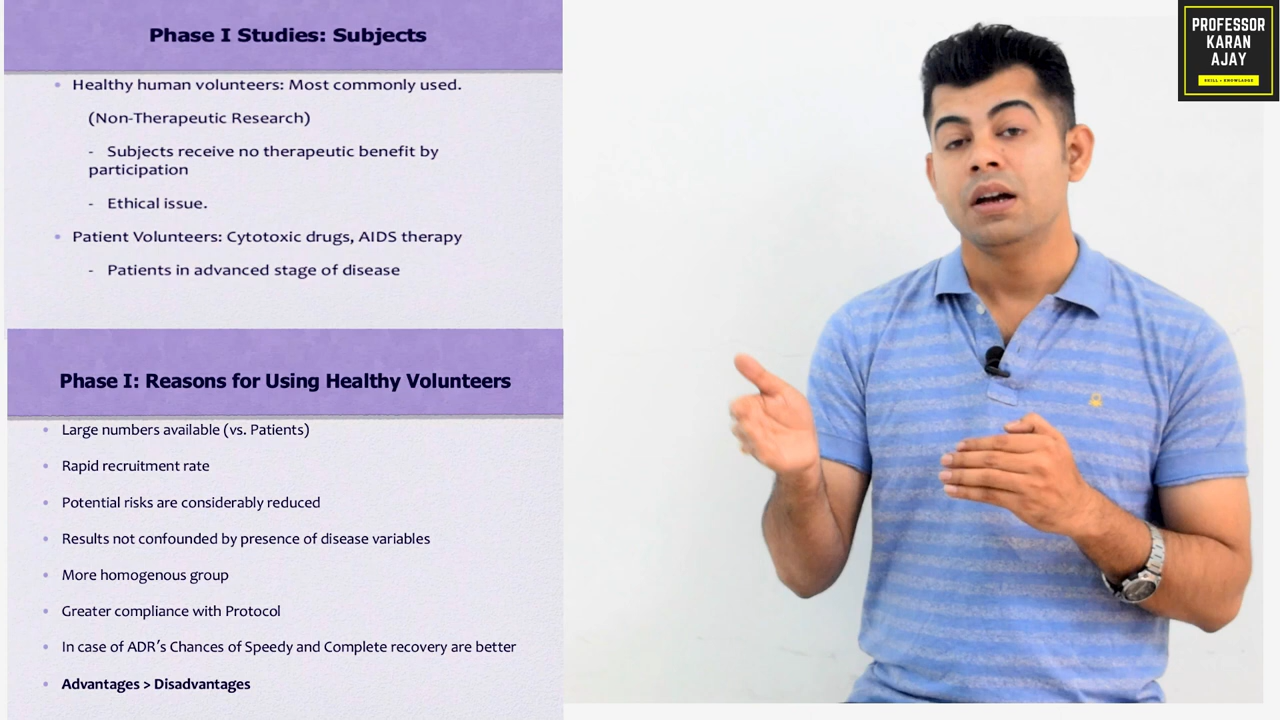 Phase I Studies: Subjects
• Healthy human volunteers: Most commonly used.
(Non-Therapeutic Research)
- Subjects receive no therapeutic benefit by
participation
- Ethical issue.
• Patient Volunteers: Cytotoxic drugs, AIDS therapy
- Patients in advanced stage of disease
Phase I: Reasons for Using Healthy Volunteers
• Large numbers available (vs. Patients)
• Rapid recruitment rate
• Potential risks are considerably reduced
• Results not confounded by presence of disease variables
• More homogenous group
• Greater compliance with Protocol
• In case of ADR's Chances of Speedy and Complete recovery are better
• Advantages > Disadvantages
PROFESSOR
KARAN
AJAY
SKILL + KNOWLEDGE